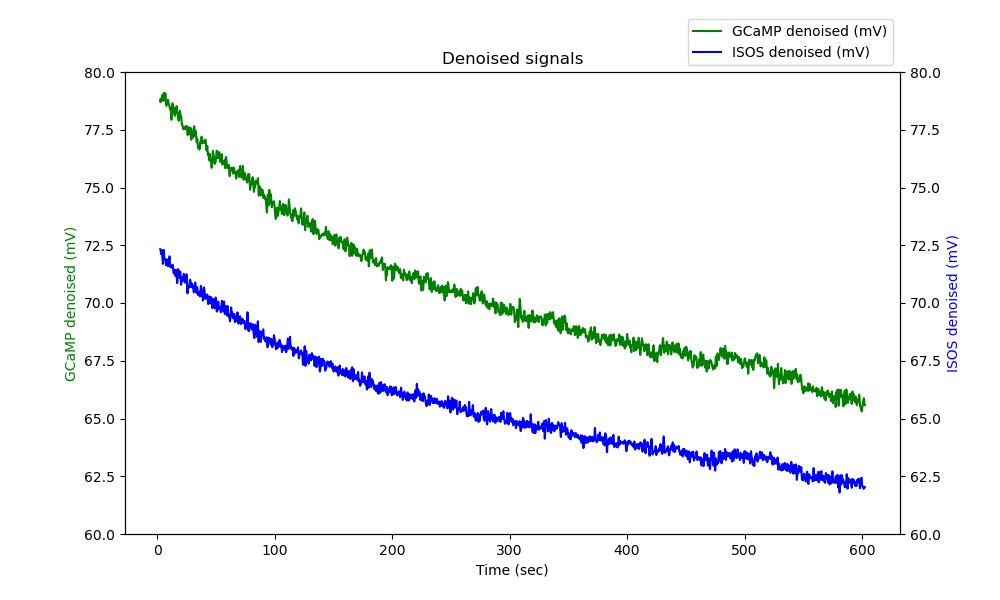 GCaMP denoised (mV)
ISOS denoised (mV)
Denoised signals
80.0
77.5
75.0
72.5
70.0
67.5
65.0
62.5
60.0
GCaMP denoised (mV)
80.0
77.5
75.0
72.5
70.0
67.5
65.0
62.5
60.0
ISOS denoised (mV)
0 100 200 300 400 500 600
Time (sec)